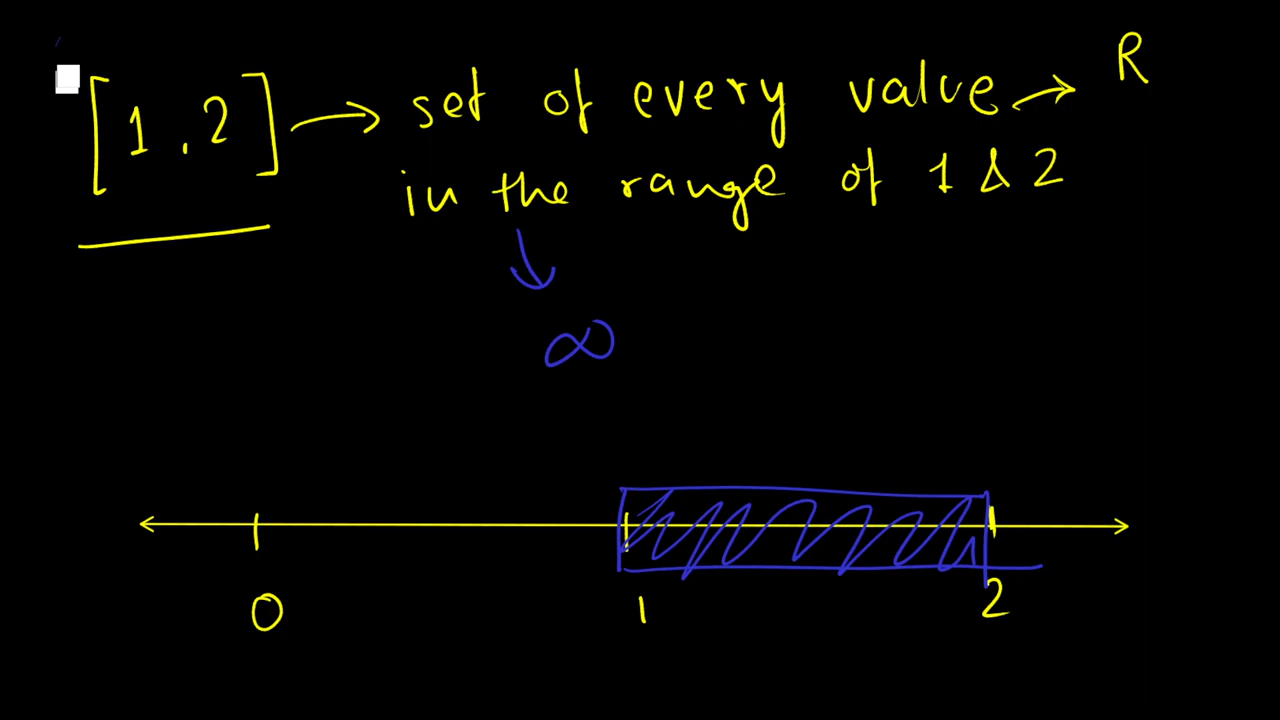 [1, 2] → set of every value → R
in the range of 1 & 2
↓
∞
0 1 2